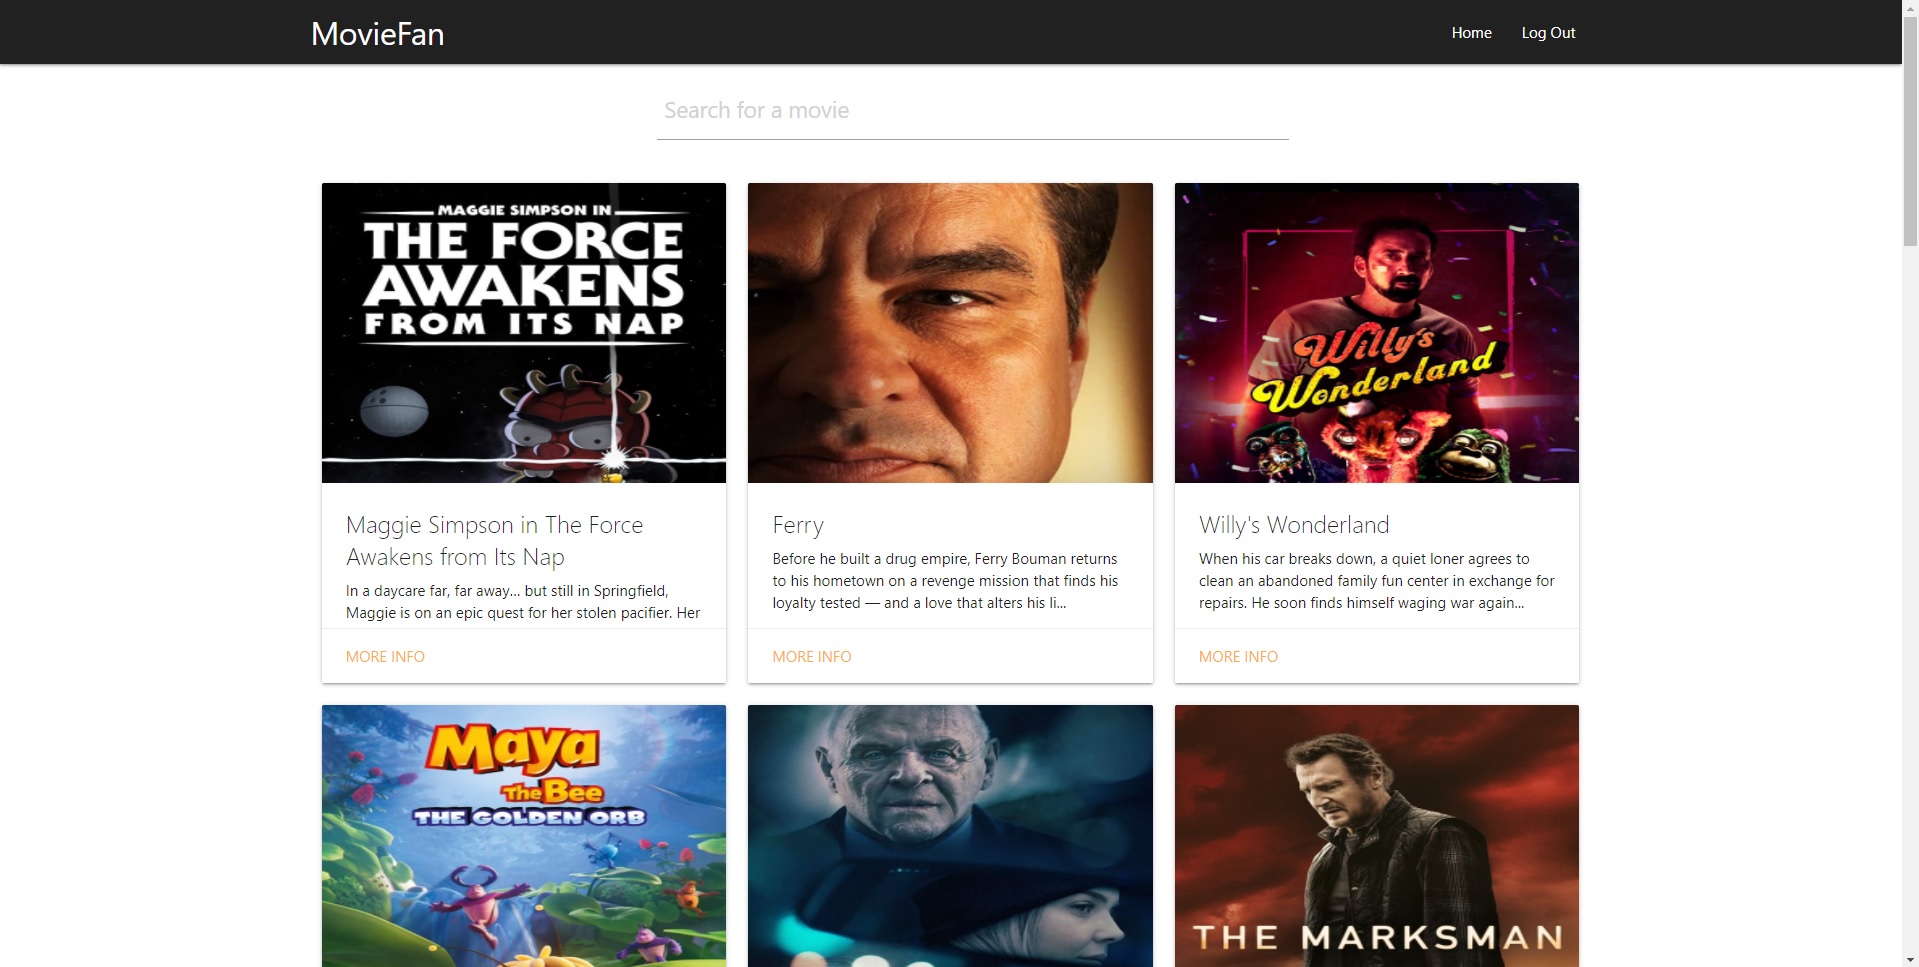 MovieFan
Home
Log Out
Search for a movie
MAGGIE SIMPSON IN
THE FORCE
AWAKENS
FROM ITS NAP
Willy's
Wonderland
Maggie Simpson in The Force
Awakens from Its Nap
In a daycare far, far away... but still in Springfield,
Maggie is on an epic quest for her stolen pacifier. Her
MORE INFO
Ferry
Before he built a drug empire, Ferry Bouman returns
to his hometown on a revenge mission that finds his
loyalty tested — and a love that alters his li...
MORE INFO
Willy's Wonderland
When his car breaks down, a quiet loner agrees to
clean an abandoned family fun center in exchange for
repairs. He soon finds himself waging war again...
MORE INFO
Maya
The Bee
THE GOLDEN ORB
THE MARKSMAN